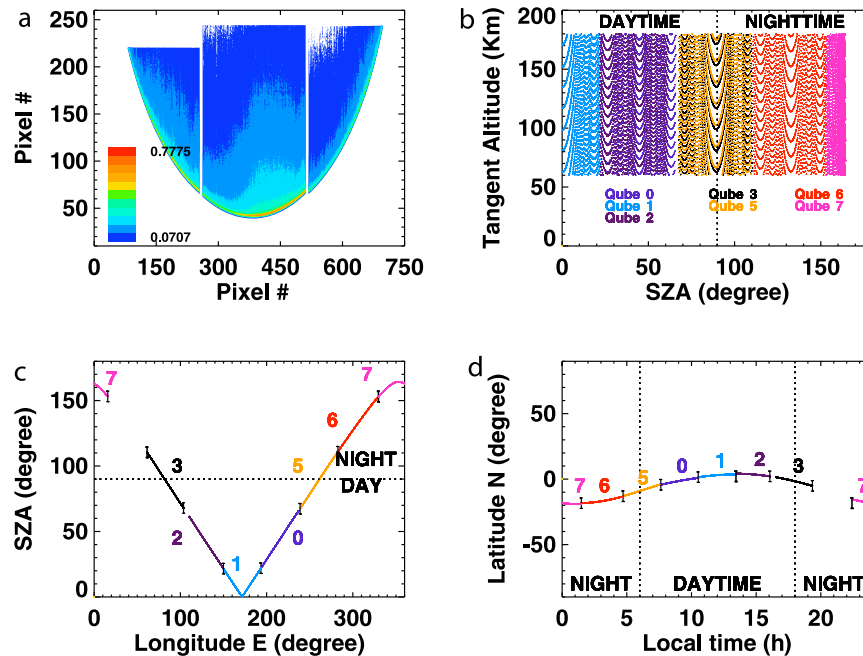 a
Pixel #
250
200
150
100
50
0.7775
0.0707
0 150 300 450 600 750
Pixel #
b
DAYTIME NIGHTTIME
Tangent Altitude (Km)
200
150
100
50
0
Qube 0 Qube 3 Qube 6
Qube 1 Qube 5 Qube 7
Qube 2
0 50 100 150
SZA (degree)
c
SZA (degree)
200
150
100
50
0
7 7
6
3 5
NIGHT
DAY
2 0
1
0 100 200 300
Longitude E (degree)
d
Latitude N (degree)
50
0
-50
7 6 5 0 1 2 3 7
NIGHT DAYTIME NIGHT
0 5 10 15 20
Local time (h)